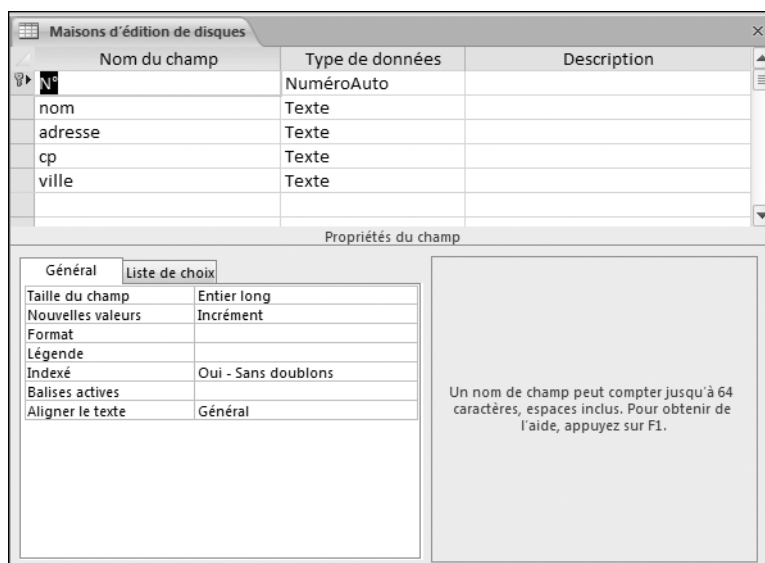 Maisons d'édition de disques
Nom du champ Type de données Description
N° NuméroAuto
nom Texte
adresse Texte
cp Texte
ville Texte
Propriétés du champ
Général Liste de choix
Taille du champ Entier long
Nouvelles valeurs Incrément
Format
Légende
Indexé Oui - Sans doublons
Balises actives
Aligner le texte Général
Un nom de champ peut compter jusqu'à 64
caractères, espaces inclus. Pour obtenir de
l'aide, appuyez sur F1.